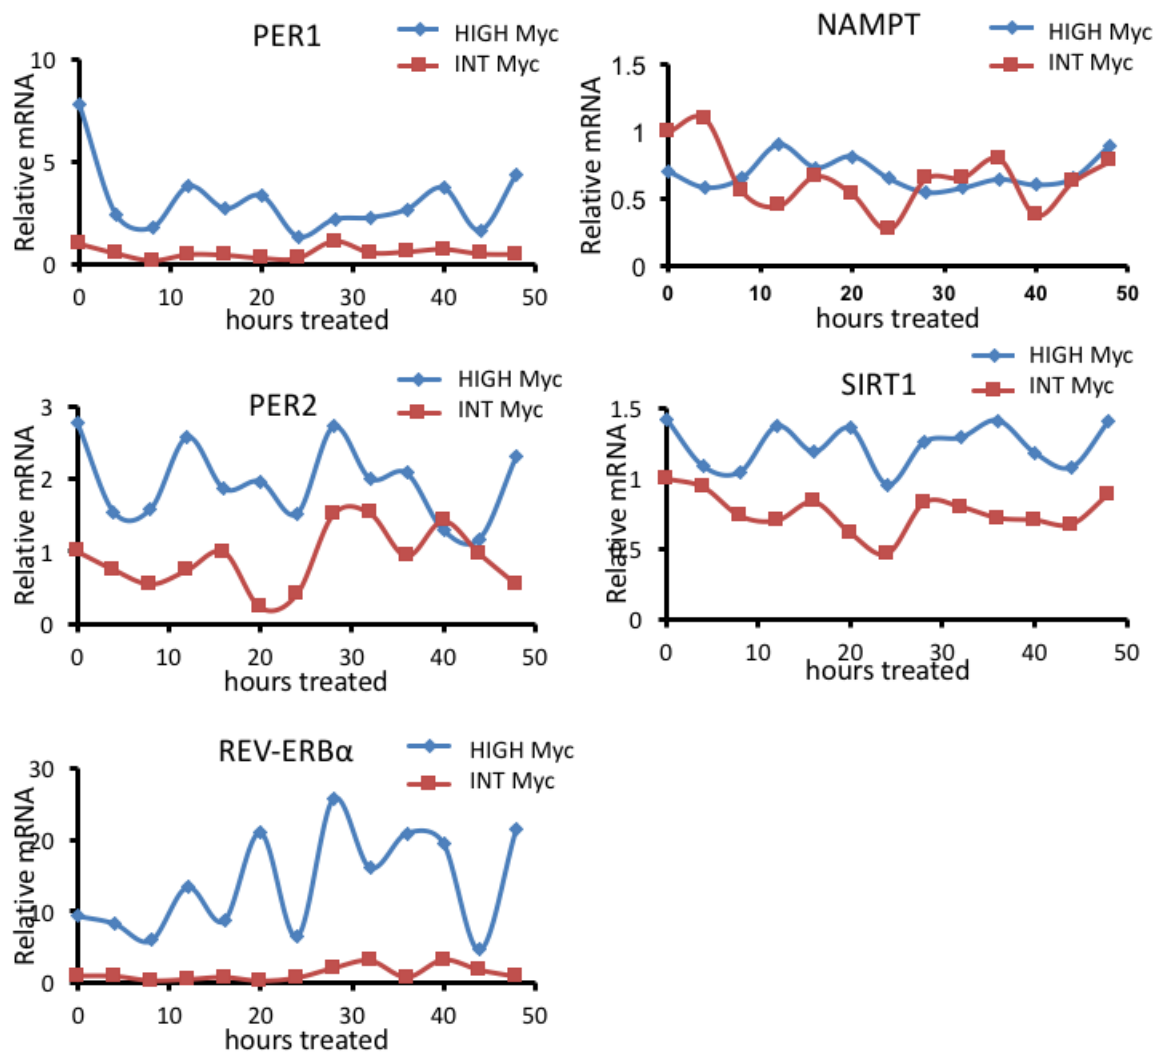 PER1
HIGH Myc
INT Myc
10
5
0
Relative mRNA
0 10 20 30 40 50
hours treated
NAMPT
HIGH Myc
INT Myc
1.5
1
0.5
0
Relative mRNA
0 10 20 30 40 50
hours treated
PER2
HIGH Myc
INT Myc
3
2
1
0
Relative mRNA
0 10 20 30 40 50
hours treated
SIRT1
HIGH Myc
INT Myc
1.5
1
0.5
0
Relative mRNA
0 10 20 30 40 50
hours treated
REV-ERBα
HIGH Myc
INT Myc
30
20
10
0
Relative mRNA
0 10 20 30 40 50
hours treated